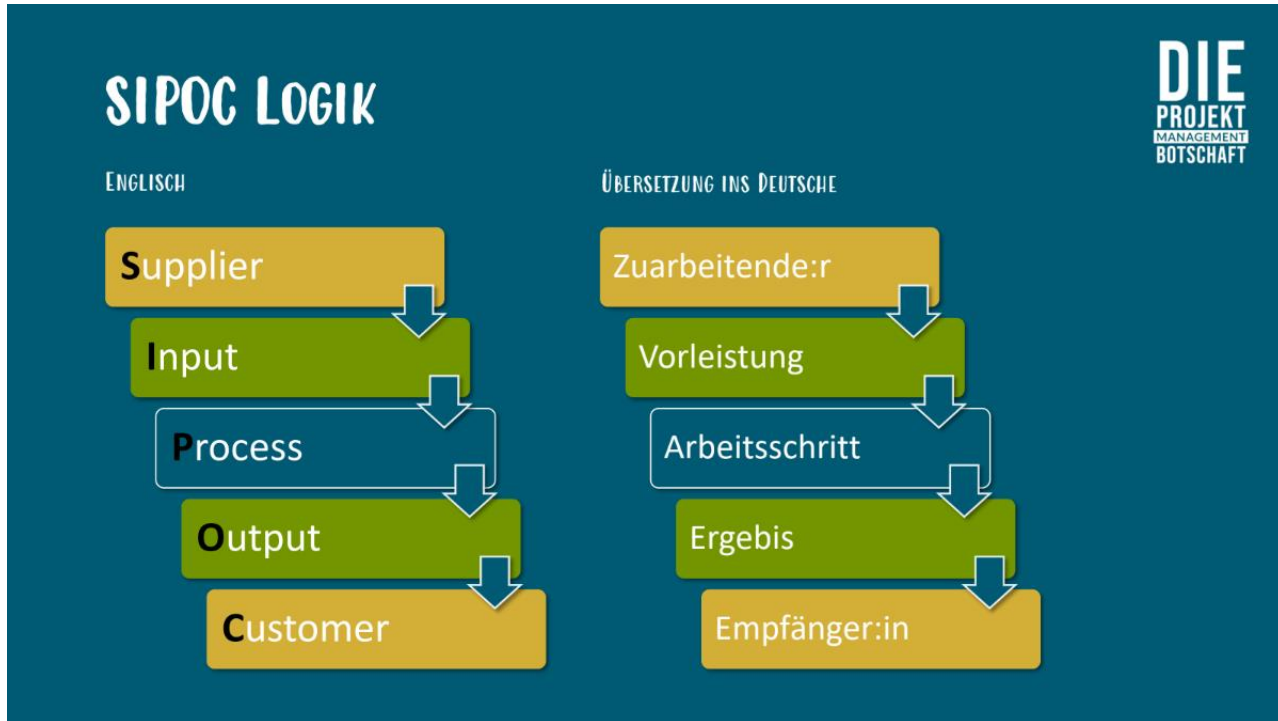 SIPOC LOGIK
DIE
PROJEKT
MANAGEMENT
BOTSCHAFT
ENGLISCH
Supplier
Input
Process
Output
Customer
ÜBERSETZUNG INS DEUTSCHE
Zuarbeitende:r
Vorleistung
Arbeitsschritt
Ergebis
Empfänger:in